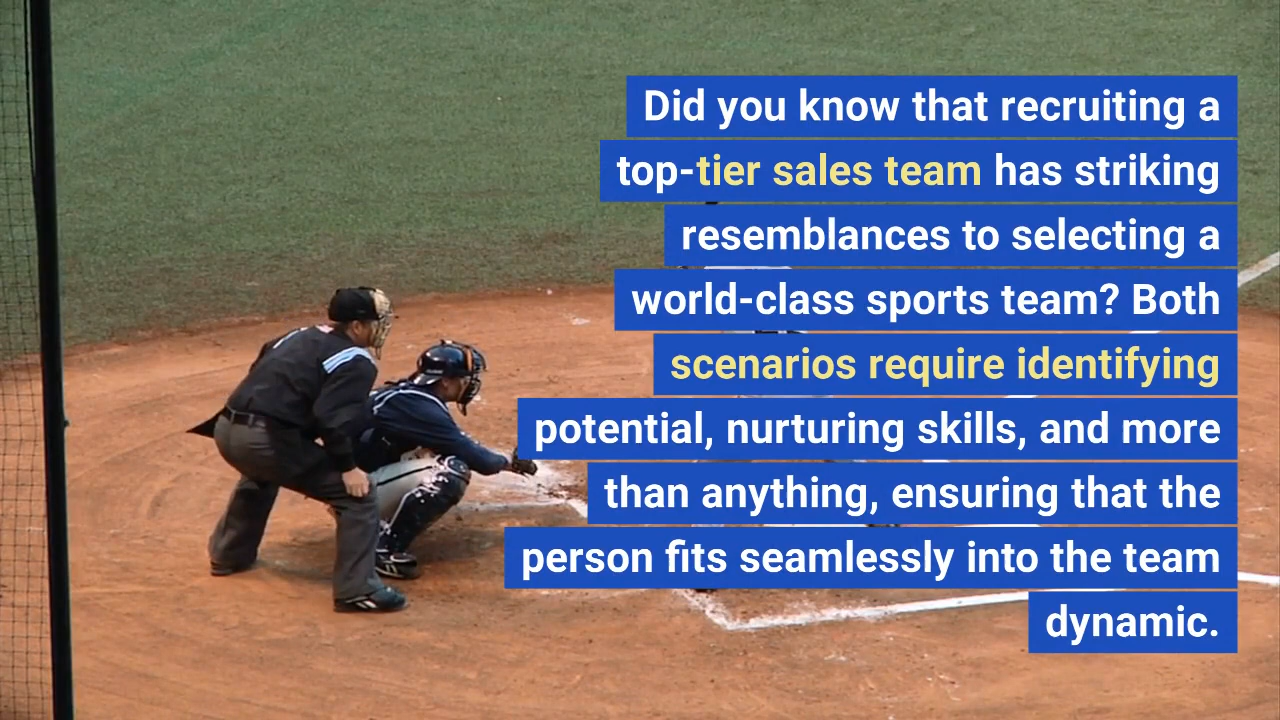 Did you know that recruiting a
top-tier sales team has striking
resemblances to selecting a
world-class sports team? Both
scenarios require identifying
potential, nurturing skills, and more
than anything, ensuring that the
person fits seamlessly into the team
dynamic.